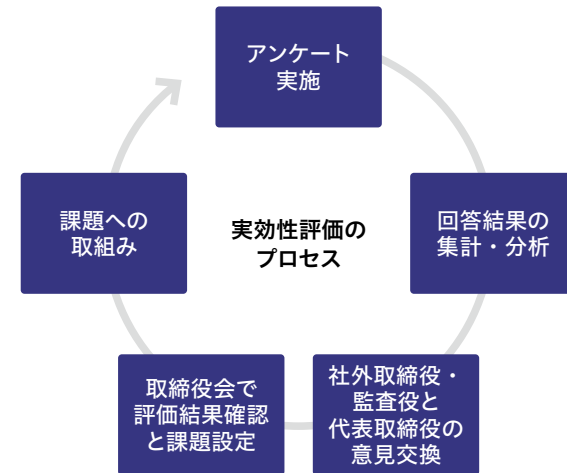 アンケート
実施
回答結果の
集計・分析
社外取締役・
監査役と
代表取締役の
意見交換
取締役会で
評価結果確認
と課題設定
課題への
取組み
実効性評価の
プロセス